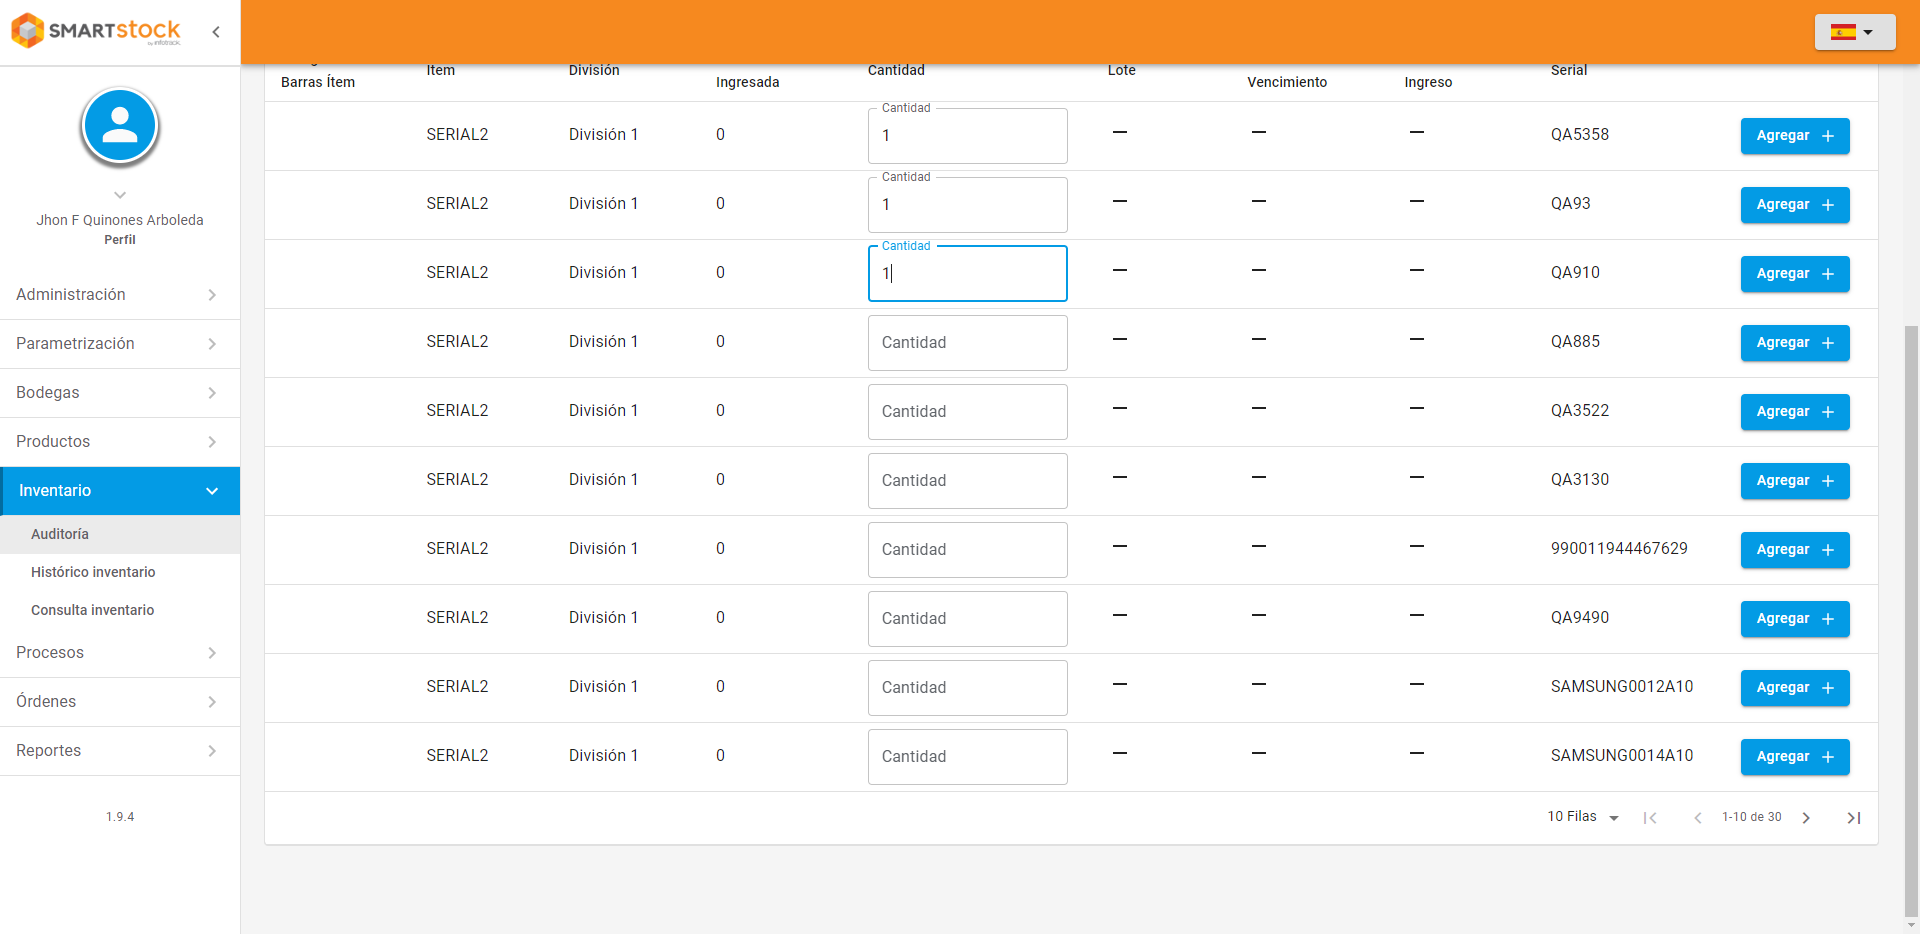 SMARTstock
by infotrack
Jhon F Quinones Arboleda
Perfil
Administración
Parametrización
Bodegas
Productos
Inventario
Auditoría
Histórico inventario
Consulta inventario
Procesos
Órdenes
Reportes
1.9.4
Barras Ítem Item División Ingresada Cantidad Lote Vencimiento Ingreso Serial
Cantidad
SERIAL2 División 1 0 1 — — — QA5358 Agregar +
Cantidad
SERIAL2 División 1 0 1 — — — QA93 Agregar +
Cantidad
SERIAL2 División 1 0 1 — — — QA910 Agregar +
SERIAL2 División 1 0 Cantidad — — — QA885 Agregar +
SERIAL2 División 1 0 Cantidad — — — QA3522 Agregar +
SERIAL2 División 1 0 Cantidad — — — QA3130 Agregar +
SERIAL2 División 1 0 Cantidad — — — 990011944467629 Agregar +
SERIAL2 División 1 0 Cantidad — — — QA9490 Agregar +
SERIAL2 División 1 0 Cantidad — — — SAMSUNG0012A10 Agregar +
SERIAL2 División 1 0 Cantidad — — — SAMSUNG0014A10 Agregar +
10 Filas 1-10 de 30